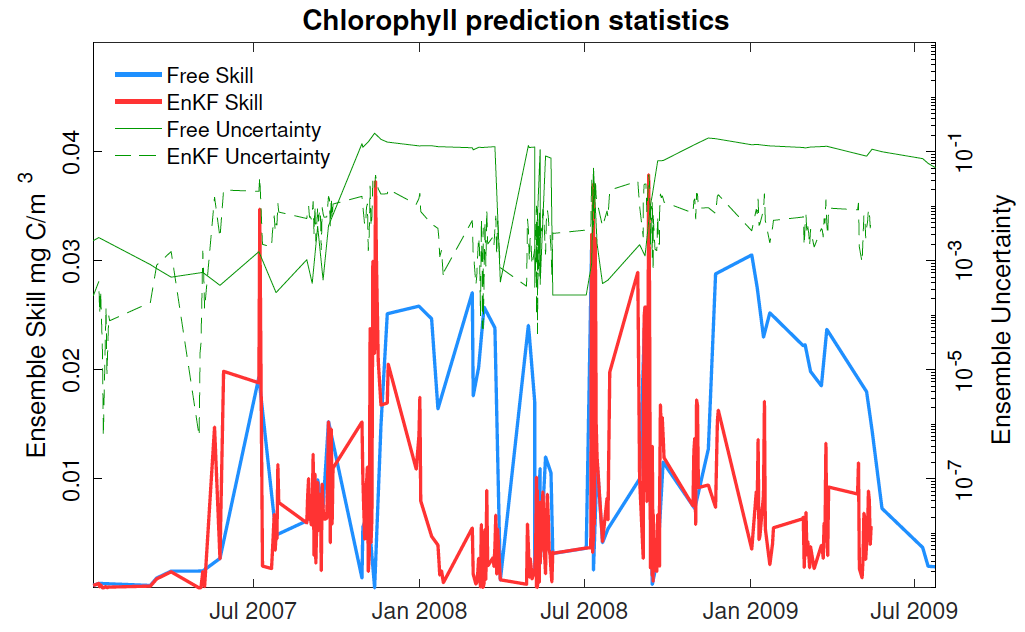 Chlorophyll prediction statistics
Free Skill
EnKF Skill
Free Uncertainty
EnKF Uncertainty
Ensemble Skill mg C/m 3
0.04
0.03
0.02
0.01
10-1
10-3
10-5
10-7
Ensemble Uncertainty
Jul 2007 Jan 2008 Jul 2008 Jan 2009 Jul 2009